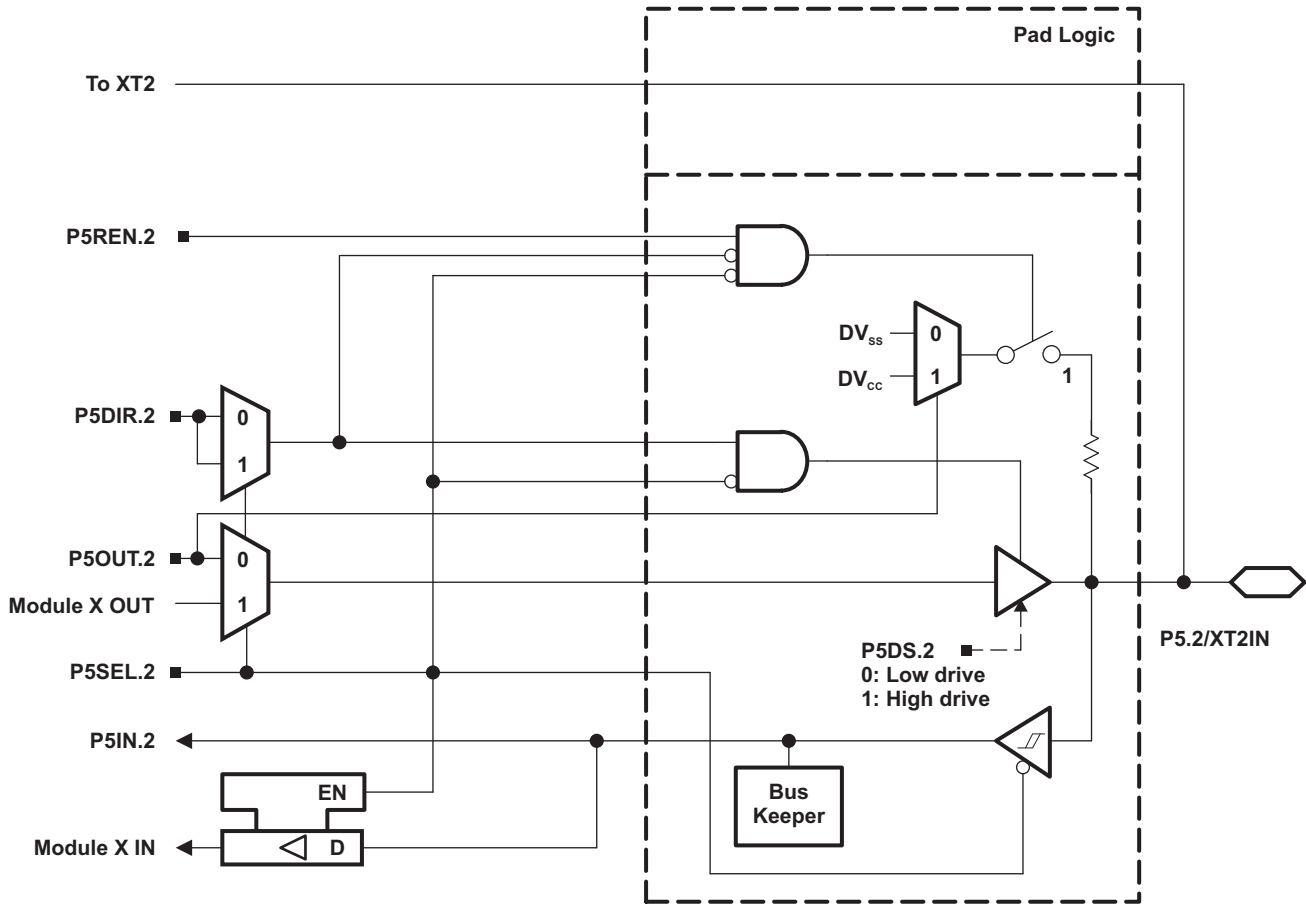 Pad Logic
To XT2
P5REN.2
DVSS
0
DVCC
1
1
P5DIR.2
0
1
P5OUT.2
0
Module X OUT
1
P5DS.2
0: Low drive
1: High drive
P5.2/XT2IN
P5SEL.2
P5IN.2
EN
Bus
Keeper
Module X IN
D